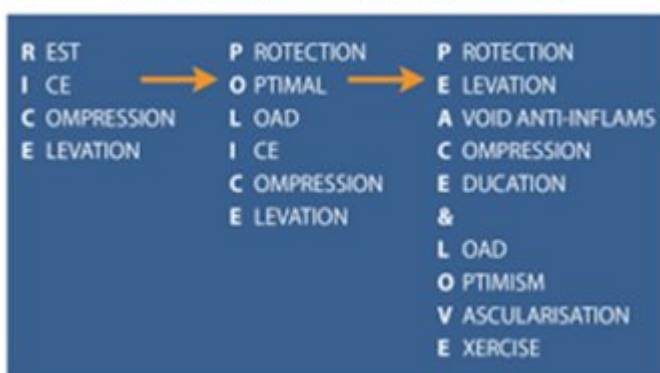 R EST
I CE
C OMPRESSION
E LEVATION
P ROTECTION
O PTIMAL
L OAD
I CE
C OMPRESSION
E LEVATION
P ROTECTION
E LEVATION
A VOID ANTI-INFLAMS
C OMPRESSION
E DUCATION
&
L OAD
O PTIMISM
V ASCULARISATION
E XERCISE